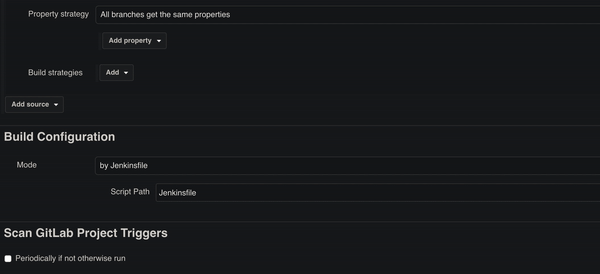 Property strategy
All branches get the same properties
Add property
Build strategies
Add
Add source
Build Configuration
Mode
by Jenkinsfile
Script Path
Jenkinsfile
Scan GitLab Project Triggers
Periodically if not otherwise run